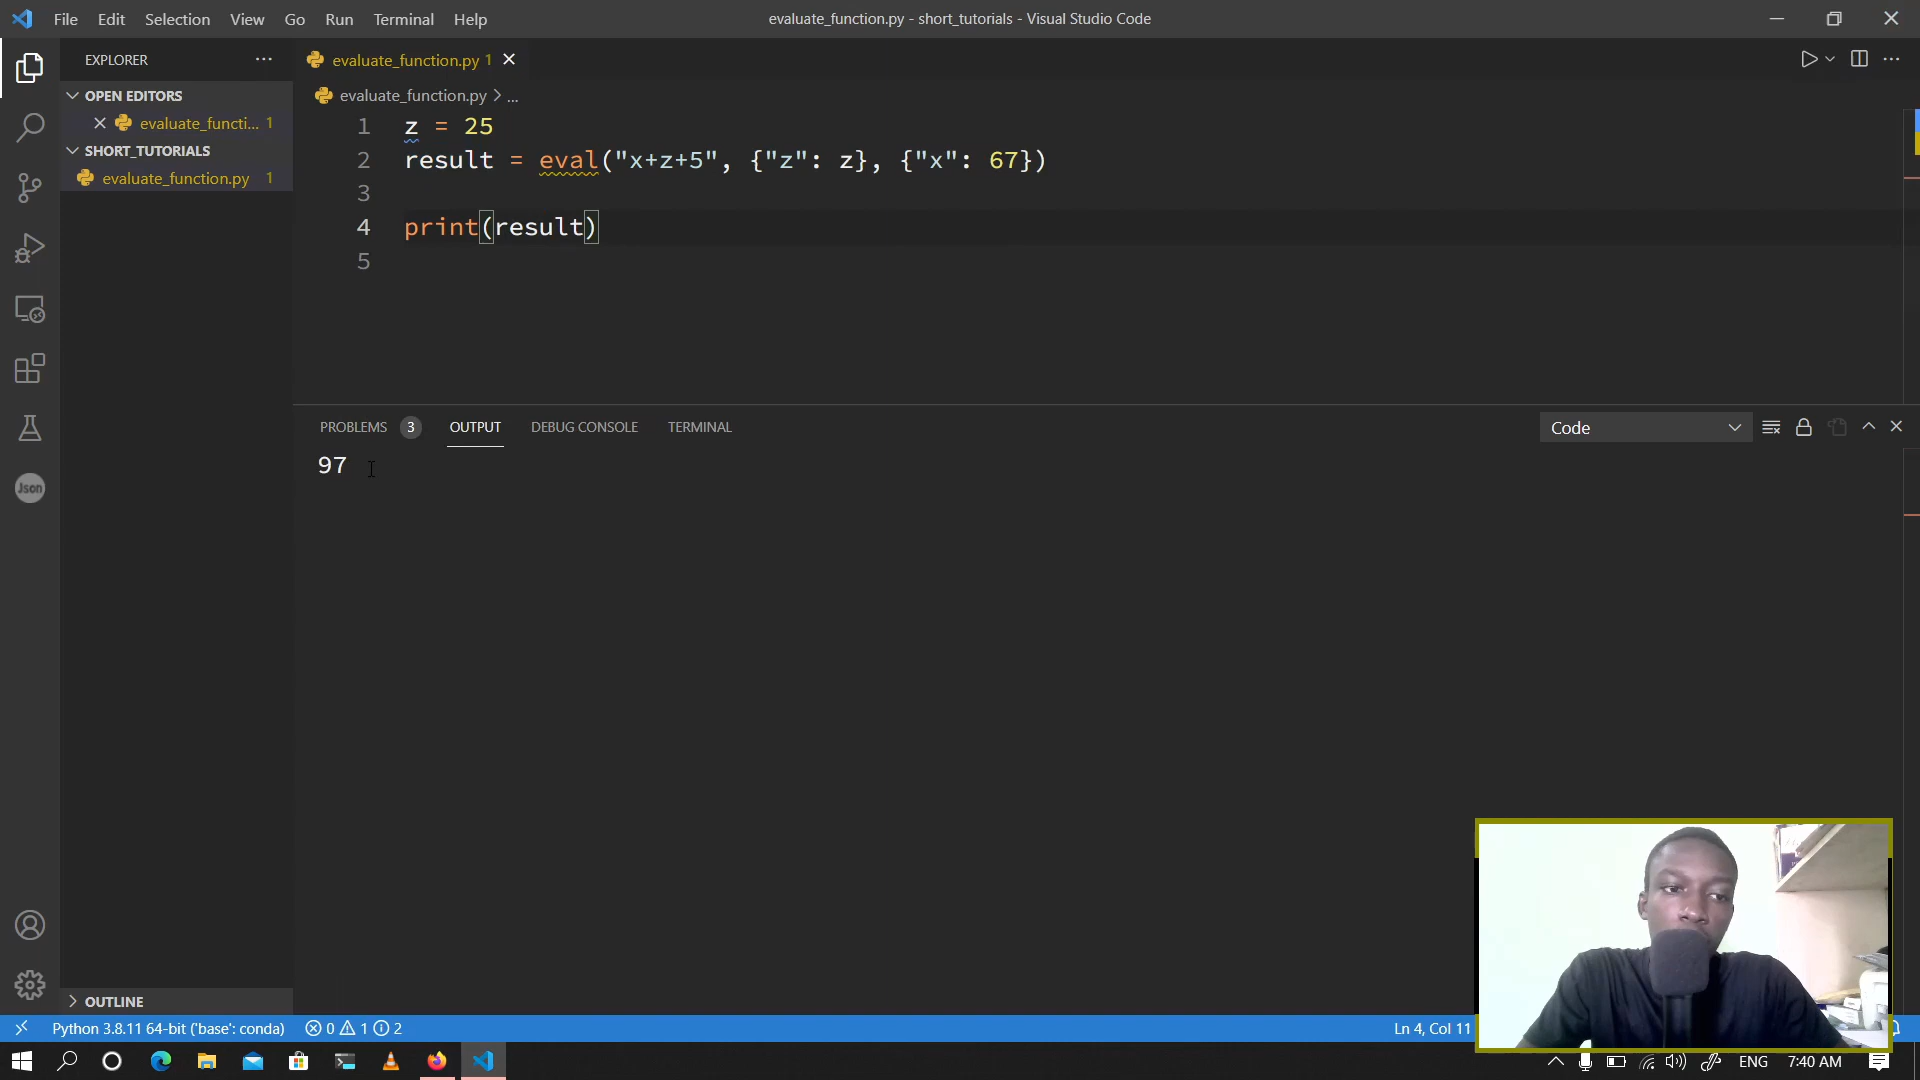 File Edit Selection View Go Run Terminal Help
evaluate_function.py - short_tutorials - Visual Studio Code
EXPLORER
evaluate_function.py 1
OPEN EDITORS
evaluate_functi... 1
SHORT_TUTORIALS
evaluate_function.py 1
evaluate_function.py > ...
1 z = 25
2 result = eval("x+z+5", {"z": z}, {"x": 67})
3
4 print(result)
5
PROBLEMS 3 OUTPUT DEBUG CONSOLE TERMINAL
Code
97
Json
OUTLINE
Python 3.8.11 64-bit ('base': conda) 0 1 2
Ln 4, Col 11
ENG 7:40 AM